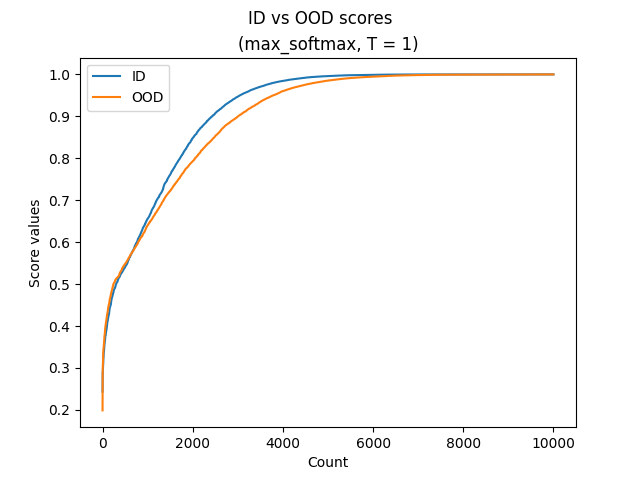 ID vs OOD scores
(max_softmax, T = 1)
ID
OOD
1.0
0.9
0.8
0.7
0.6
0.5
0.4
0.3
0.2
Score values
0 2000 4000 6000 8000 10000
Count